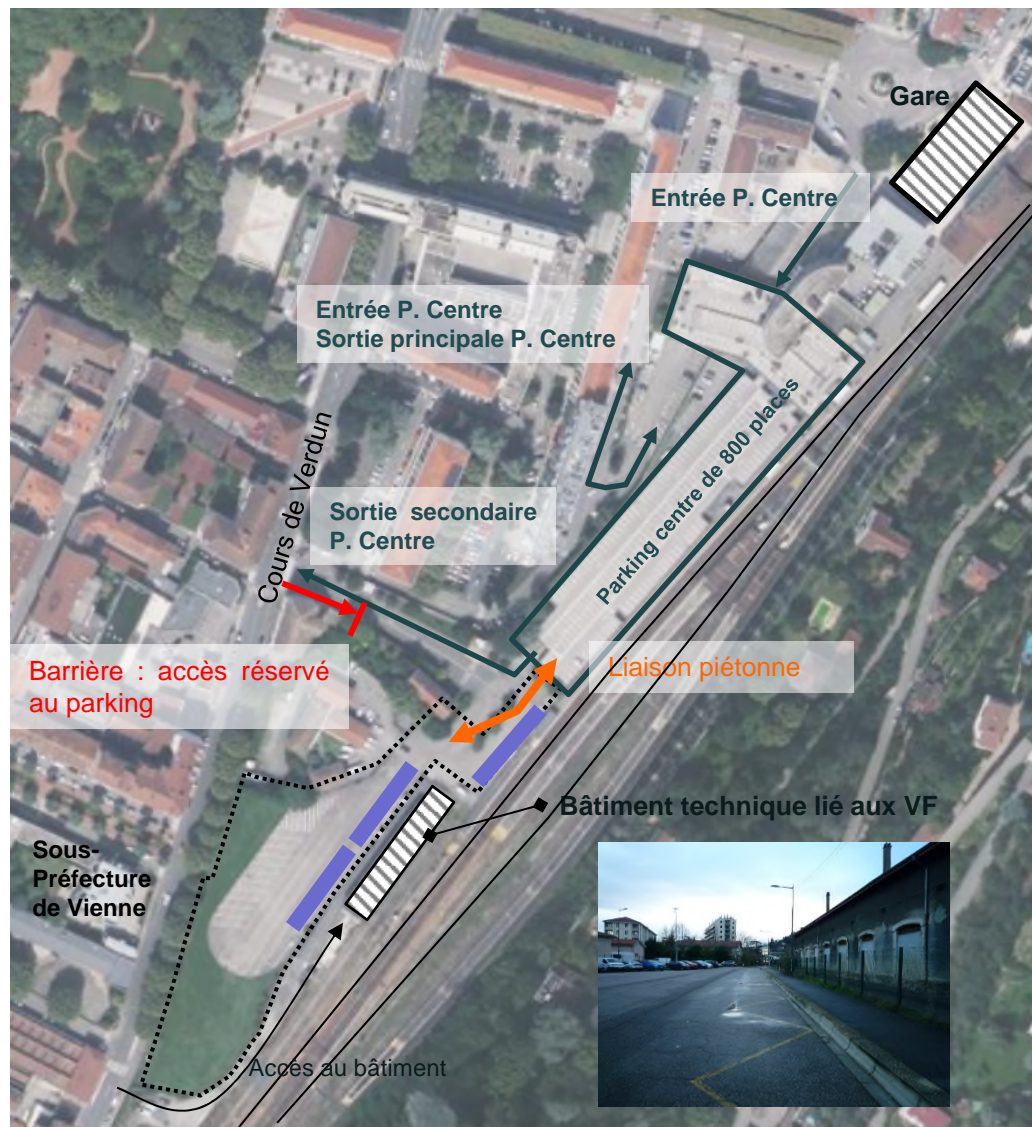 Gare
Entrée P. Centre
Entrée P. Centre
Sortie principale P. Centre
Parking centre de 800 places
Cours de Verdun
Sortie secondaire
P. Centre
Barrière : accès réservé
au parking
Liaison piétonne
Bâtiment technique lié aux VF
Sous-
Préfecture
de Vienne
Accès au bâtiment